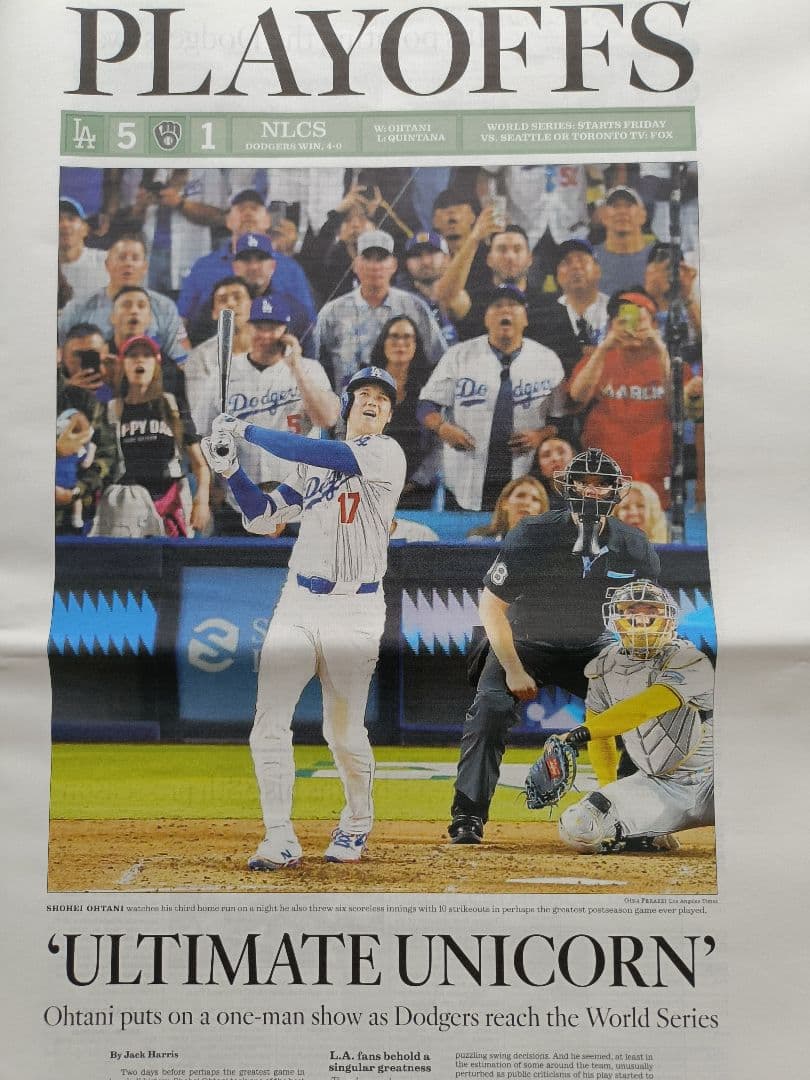 PLAYOFFS
LA 5 1
NLCS
DODGERS WIN, 4-0
W: OHTANI
L: QUINTANA
WORLD SERIES: STARTS FRIDAY
VS. SEATTLE OR TORONTO TV: FOX
Dodgers
5
Dodgers
17
8
SHOHEI OHTANI watches his third home run on a night he also threw six scoreless innings with 10 strikeouts in perhaps the greatest postseason game ever played.
Los Angeles Times
‘ULTIMATE UNICORN’
Ohtani puts on a one-man show as Dodgers reach the World Series
By Jack Harris
Two days before perhaps the greatest game in
L.A. fans behold a
singular greatness
puzzling swing decisions. And he seemed, at least in
the estimation of some around the team, unusually
perturbed as public criticisms of his play started to